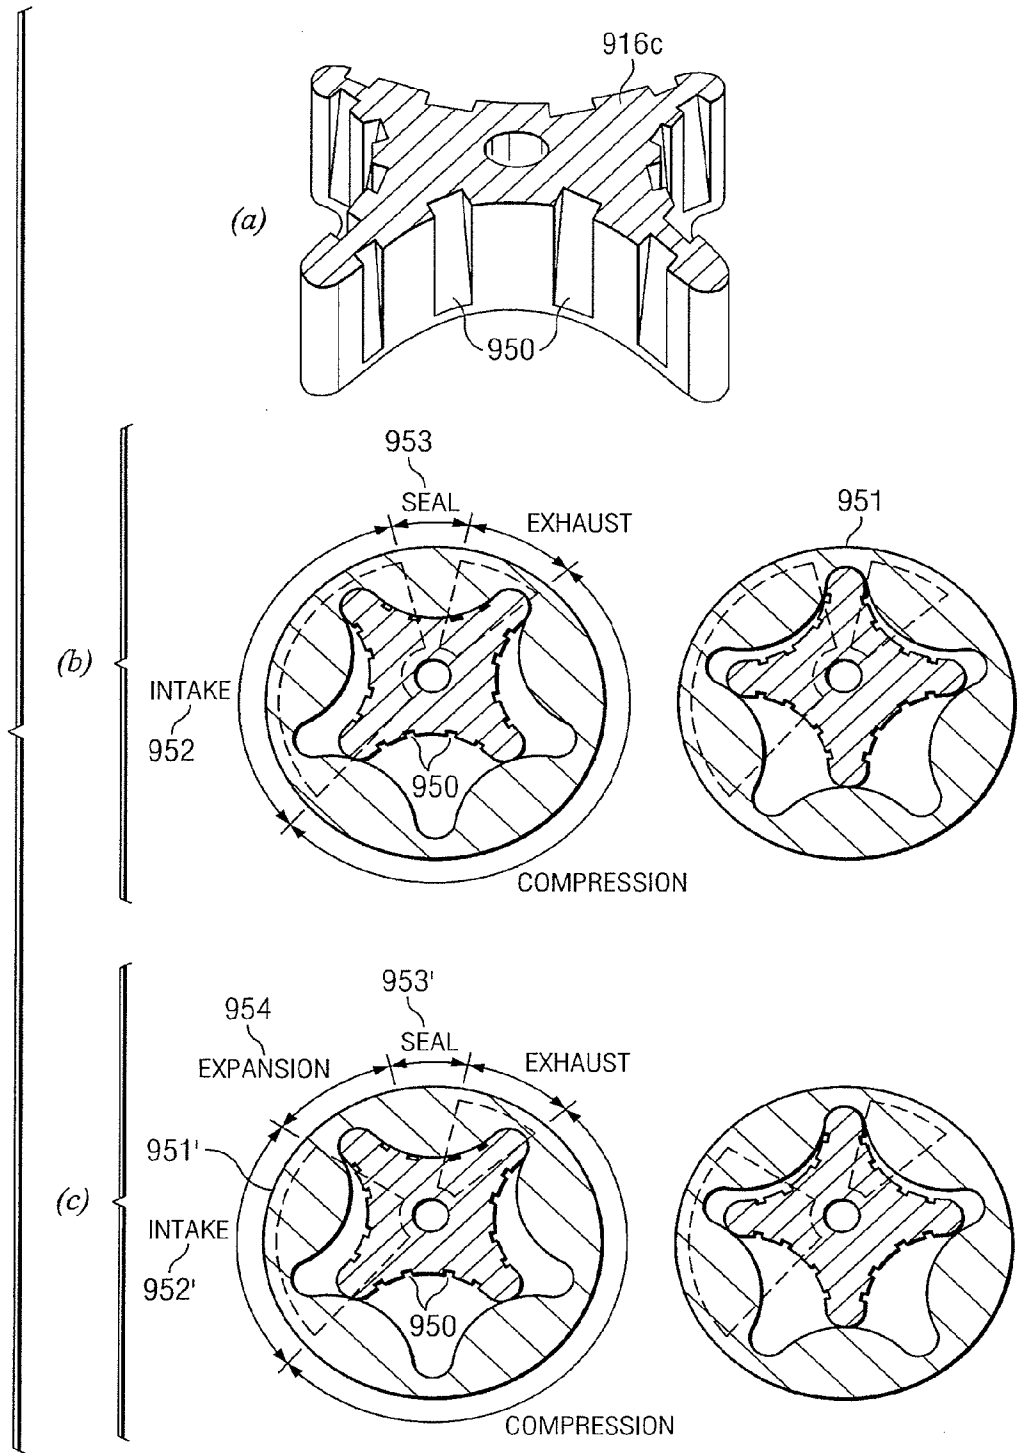 916c
(a)
950
953
SEAL
EXHAUST
951
(b)
INTAKE
952
950
COMPRESSION
953'
954
SEAL
EXPANSION
EXHAUST
951'
(c)
INTAKE
952'
950
COMPRESSION